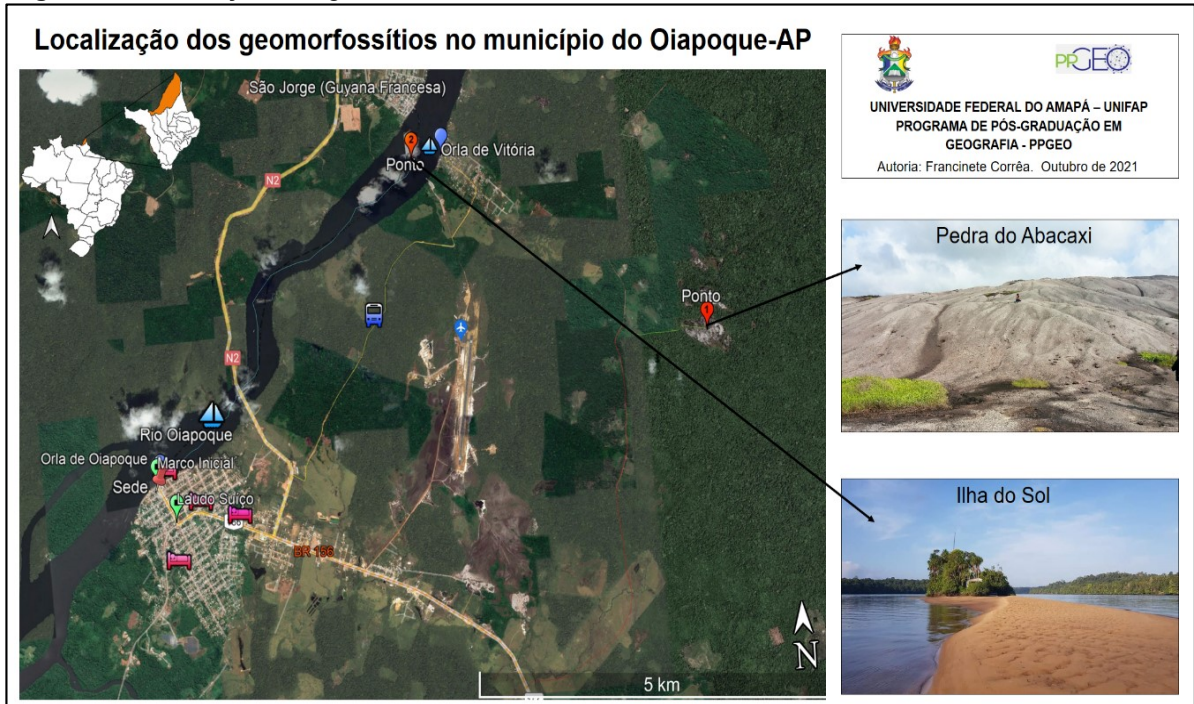 Localização dos geomorfossítios no município do Oiapoque-AP
São Jorge (Guyana Francesa)
2
Orla de Vitória
Ponto
N2
Ponto
1
N2
Rio Oiapoque
Orla de Oiapoque
Marco Inicial
Sede
Laudo Suiço
BR 156
N
5 km
PPGEO
UNIVERSIDADE FEDERAL DO AMAPÁ – UNIFAP
PROGRAMA DE PÓS-GRADUAÇÃO EM
GEOGRAFIA - PPGEO
Autoria: Francinete Corrêa. Outubro de 2021
Pedra do Abacaxi
Ilha do Sol